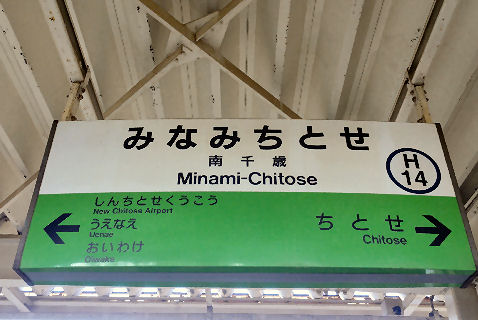 みなみちとせ
南千歳
Minami-Chitose
H
14
しんちとせくうこう
New Chitose Airport
うえなえ
Uenae
おいわけ
Oiwake
ちとせ
Chitose